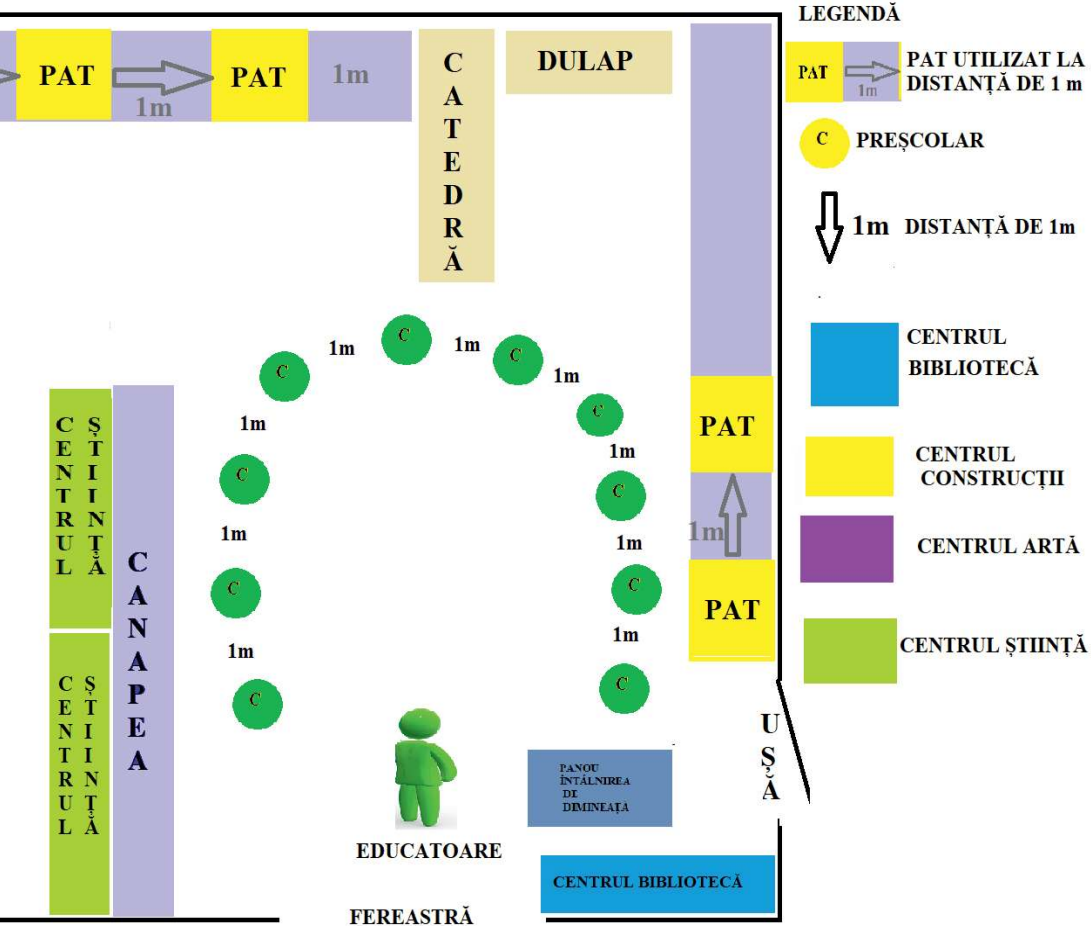 PAT
1m
PAT
1m
CATEDRĂ
DULAP
LEGENDĂ
PAT
1m
PAT UTILIZAT LA
DISTANȚĂ DE 1 m
C
PREȘCOLAR
1m DISTANȚĂ DE 1m
CENTRUL
BIBLIOTECĂ
CENTRUL
CONSTRUCȚII
CENTRUL ARTĂ
CENTRUL ȘTIINȚĂ
C
1m
C
1m
C
1m
C
1m
C
1m
C
1m
C
1m
C
1m
C
1m
C
CENTRUL
ȘTIINȚĂ
CENTRUL
ȘTIINȚĂ
CANAPEA
PAT
1m
PAT
UȘĂ
PANOU
ÎNTÂLNIREA
DE
DIMINEAȚĂ
EDUCATOARE
CENTRUL BIBLIOTECĂ
FEREASTRĂ